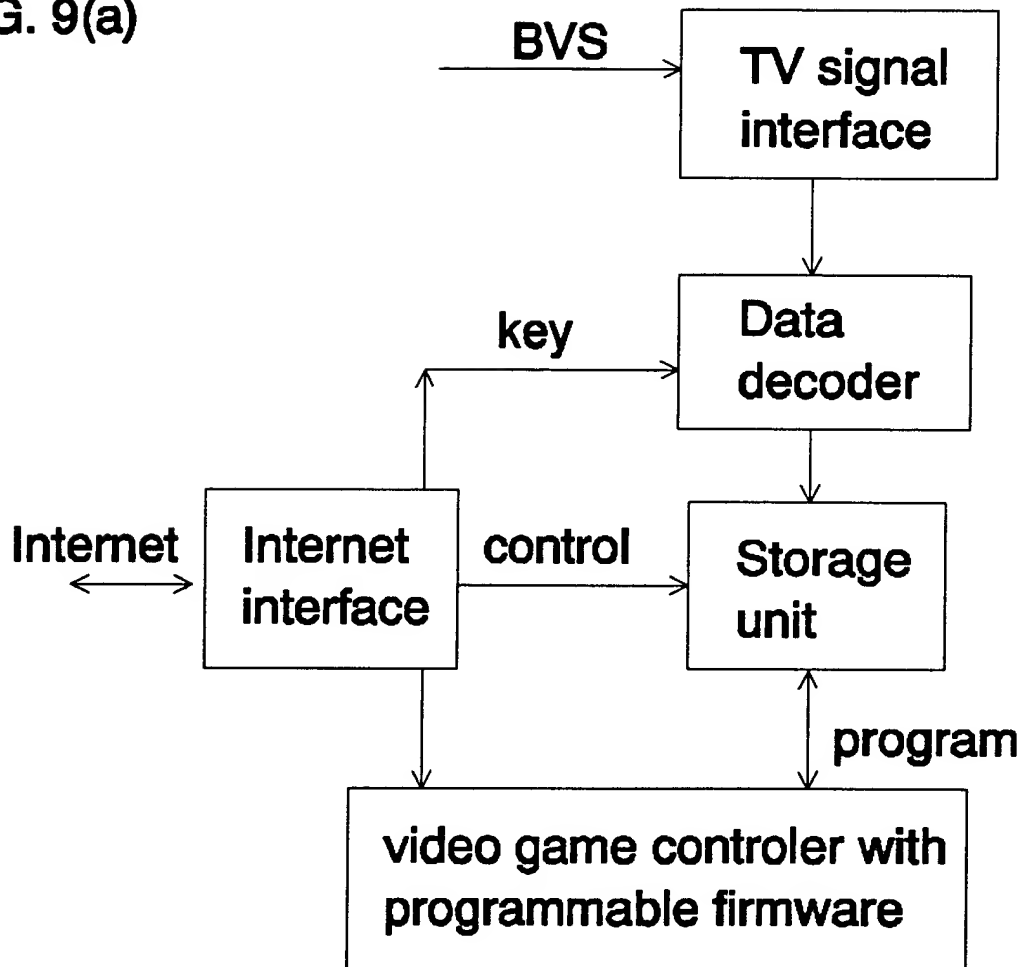 G. 9(a)
BVS
TV signal
interface
key
Data
decoder
Internet
Internet
interface
control
Storage
unit
program
video game controler with
programmable firmware